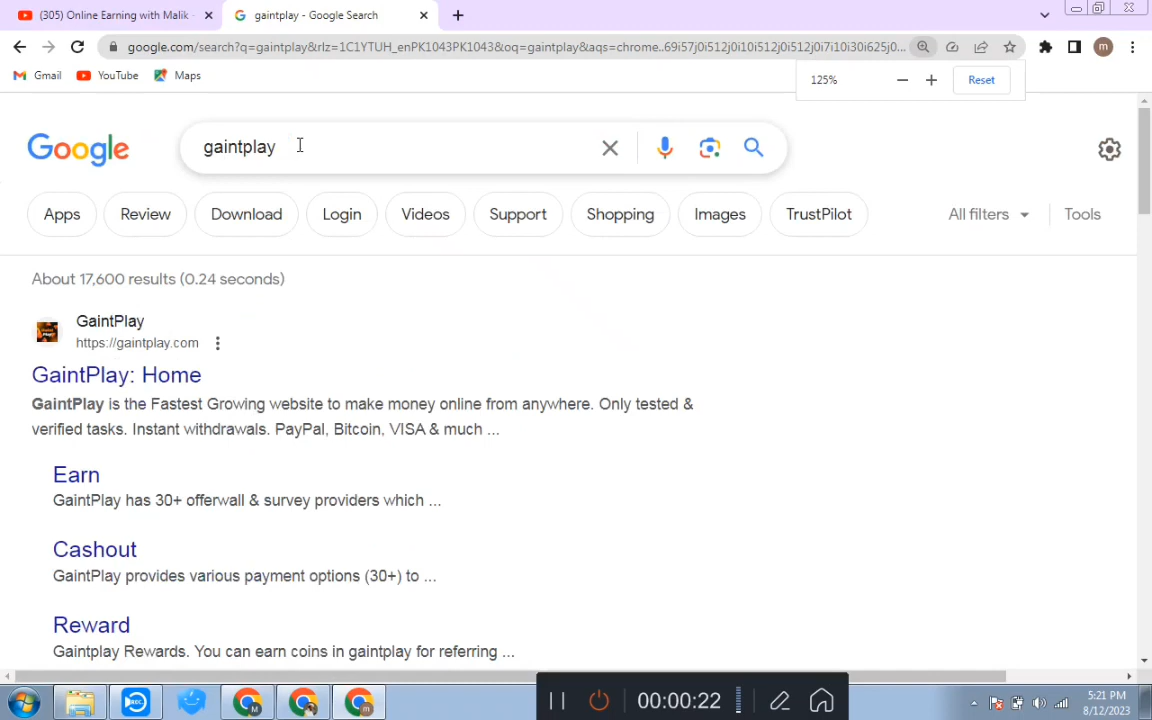 (305) Online Earning with Malik
gaintplay - Google Search
google.com/search?q=gaintplay&rlz=1C1YTUH_enPK1043PK1043&oq=gaintplay&aqs=chrome..69i57j0i512j0i10i512j0i512j0i7i10i30i625j0...
Gmail YouTube Maps
125% Reset
Google
gaintplay
Apps Review Download Login Videos Support Shopping Images TrustPilot All filters Tools
About 17,600 results (0.24 seconds)
GaintPlay
https://gaintplay.com
GaintPlay: Home
GaintPlay is the Fastest Growing website to make money online from anywhere. Only tested &
verified tasks. Instant withdrawals. PayPal, Bitcoin, VISA & much ...
Earn
GaintPlay has 30+ offerwall & survey providers which ...
Cashout
GaintPlay provides various payment options (30+) to ...
Reward
Gaintplay Rewards. You can earn coins in gaintplay for referring ...
00:00:22
5:21 PM
8/12/2023